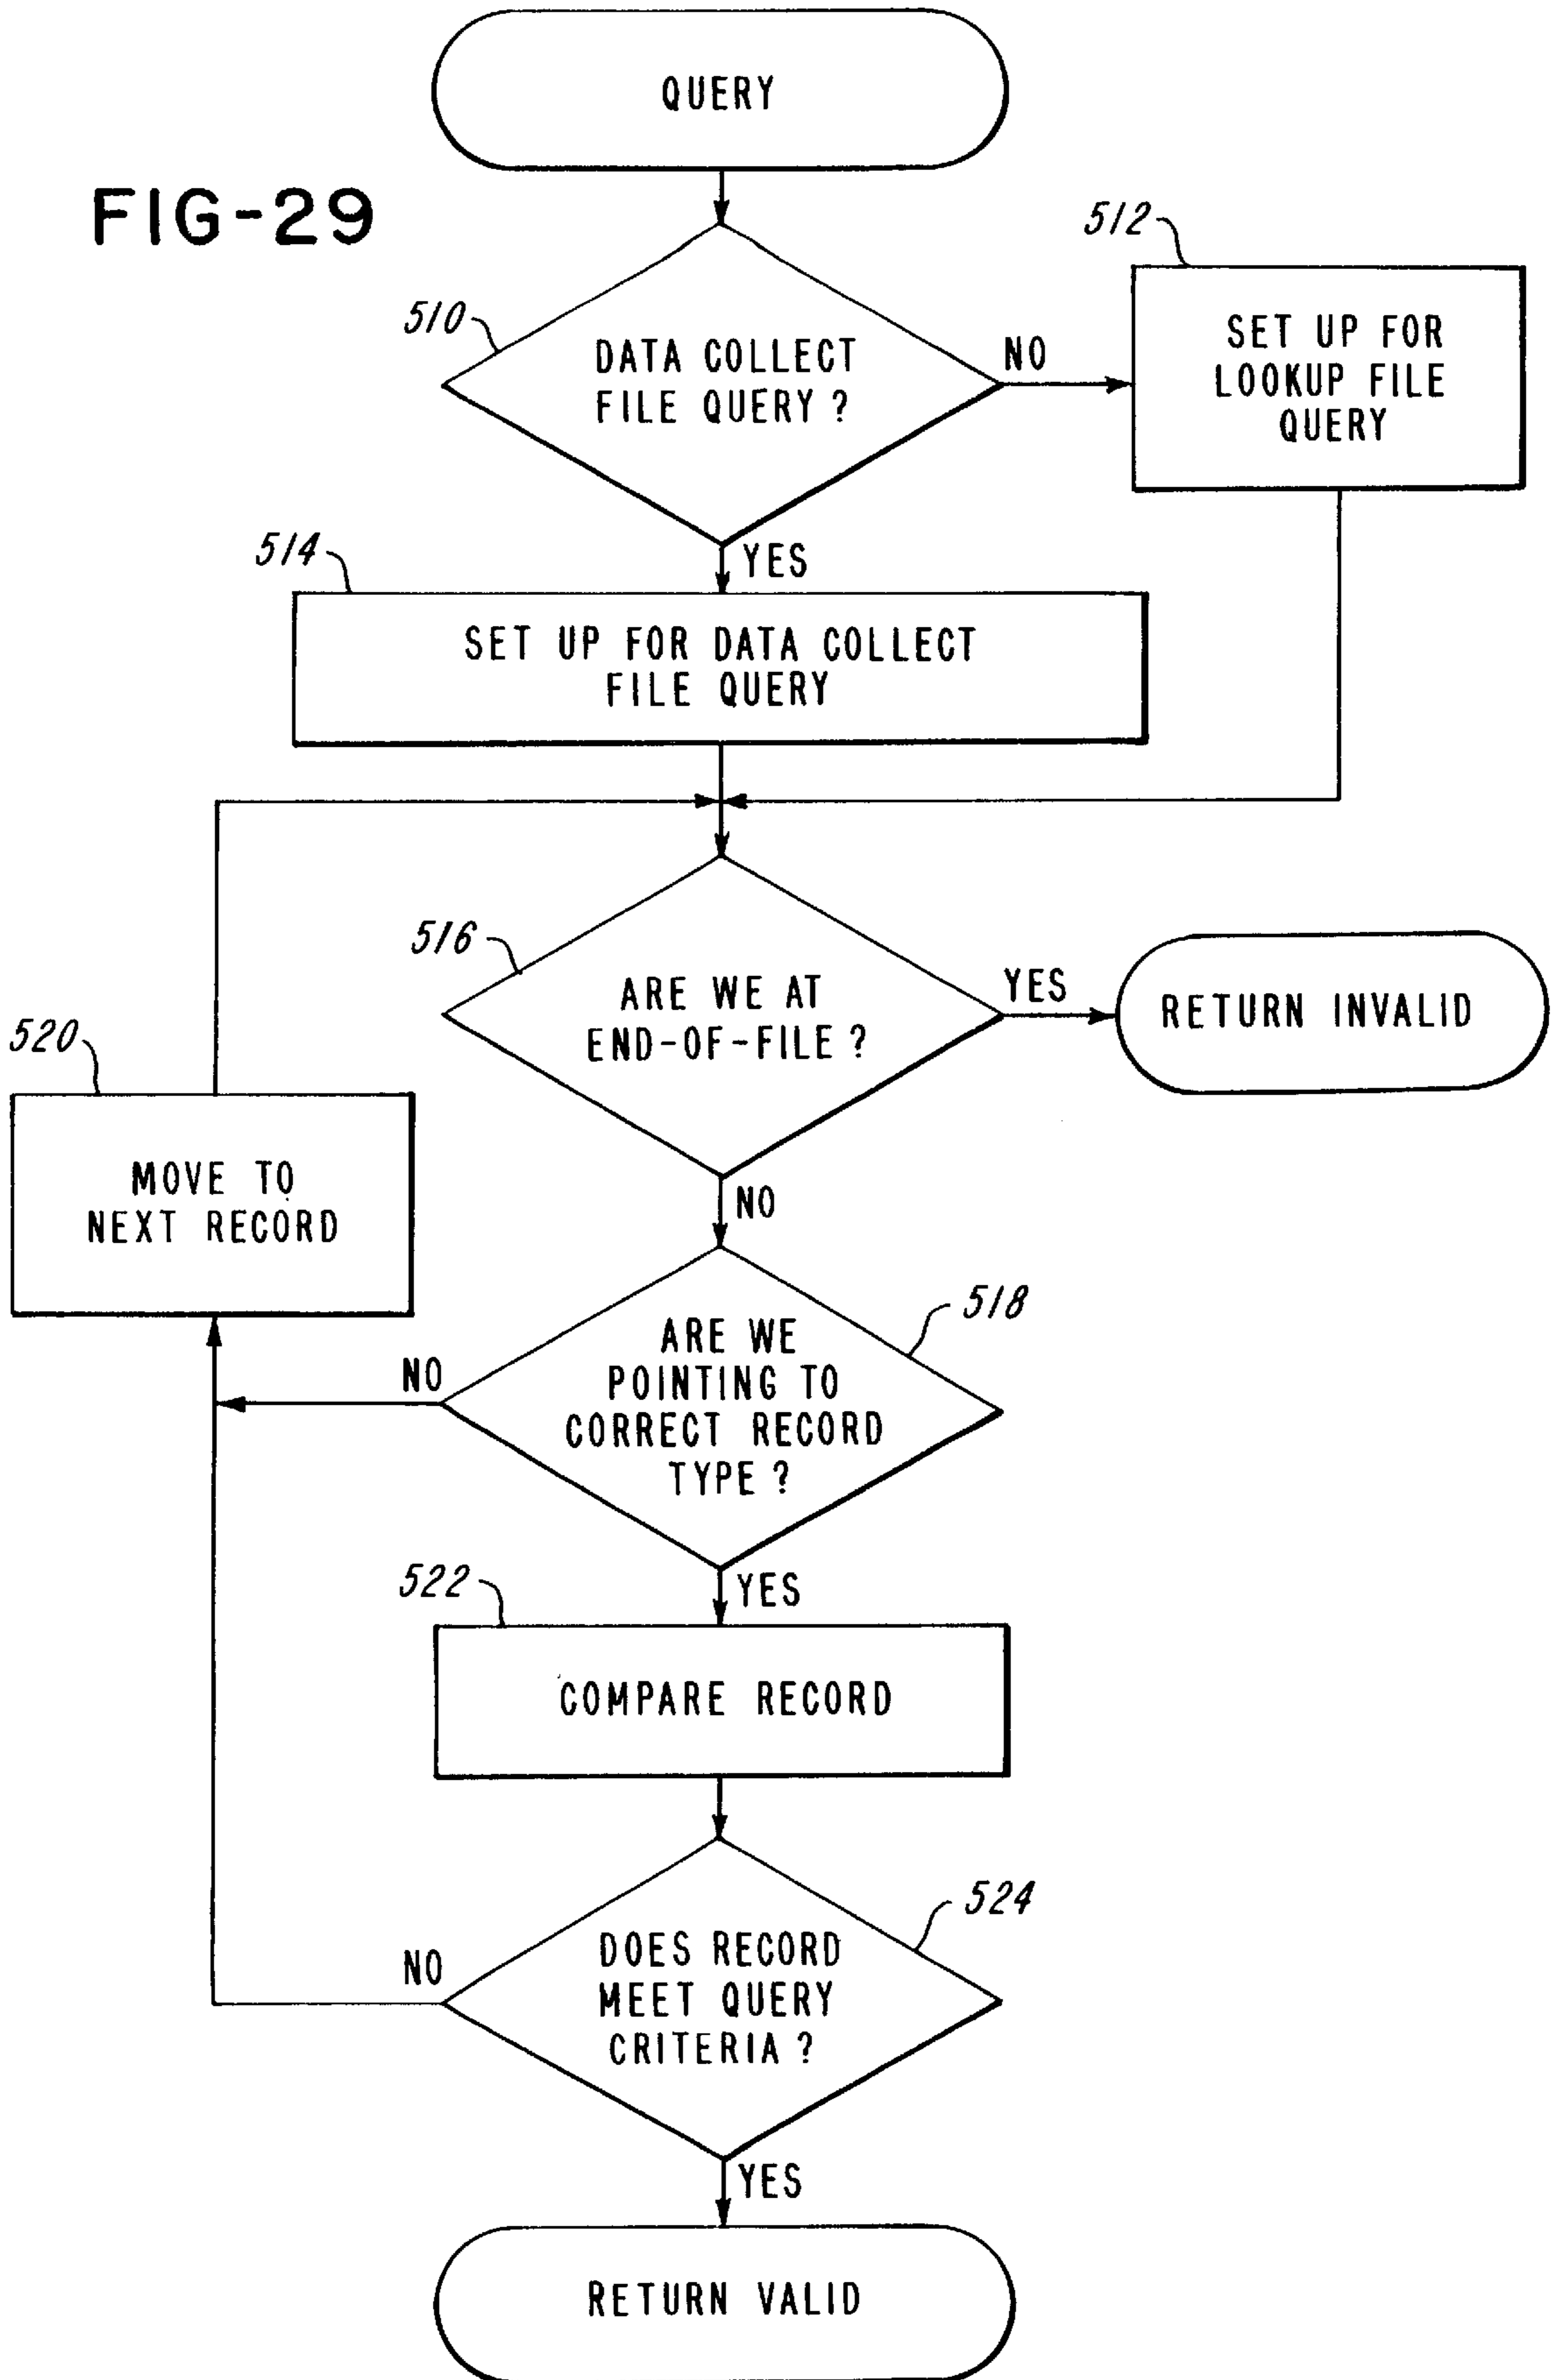 QUERY
FIG-29
512
510
DATA COLLECT
FILE QUERY ?
NO
SET UP FOR
LOOKUP FILE
QUERY
YES
514
SET UP FOR DATA COLLECT
FILE QUERY
516
ARE WE AT
END-OF-FILE ?
YES
RETURN INVALID
520
MOVE TO
NEXT RECORD
NO
518
ARE WE
POINTING TO
CORRECT RECORD
TYPE ?
NO
YES
522
COMPARE RECORD
524
DOES RECORD
MEET QUERY
CRITERIA ?
NO
YES
RETURN VALID